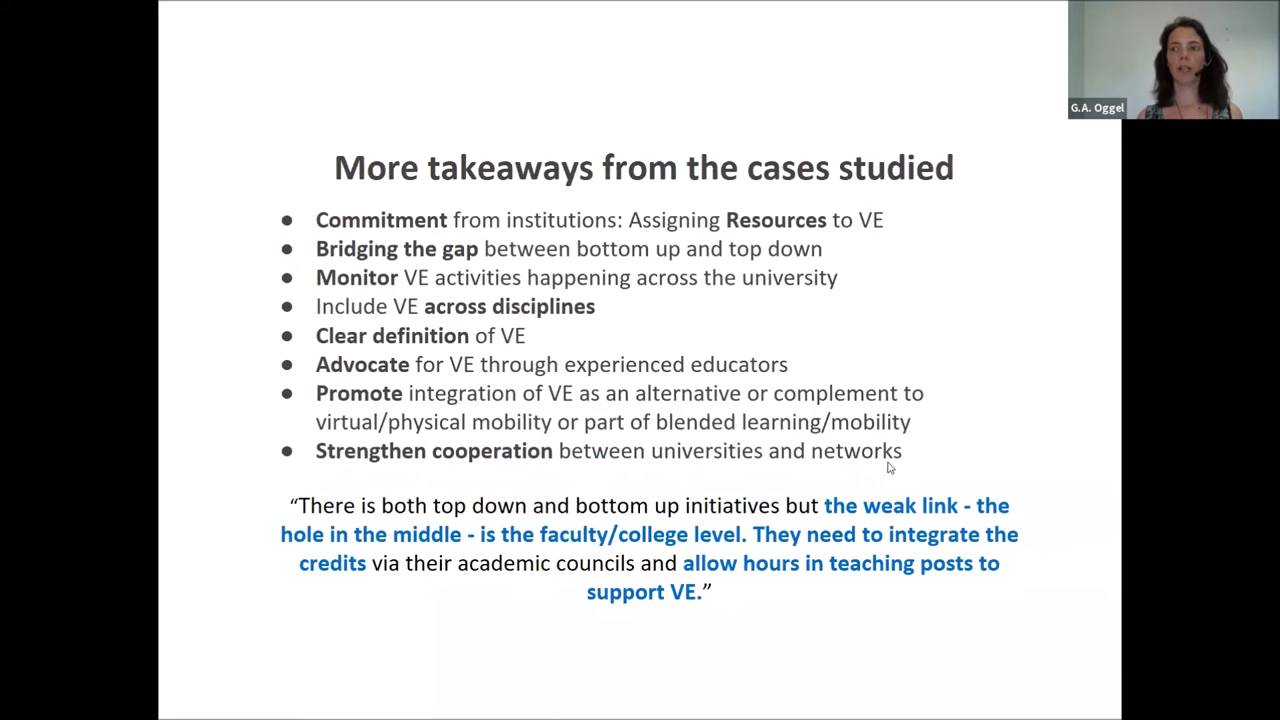 G.A. Oggel
More takeaways from the cases studied
● Commitment from institutions: Assigning Resources to VE
● Bridging the gap between bottom up and top down
● Monitor VE activities happening across the university
● Include VE across disciplines
● Clear definition of VE
● Advocate for VE through experienced educators
● Promote integration of VE as an alternative or complement to
virtual/physical mobility or part of blended learning/mobility
● Strengthen cooperation between universities and networks
“There is both top down and bottom up initiatives but the weak link - the
hole in the middle - is the faculty/college level. They need to integrate the
credits via their academic councils and allow hours in teaching posts to
support VE.”